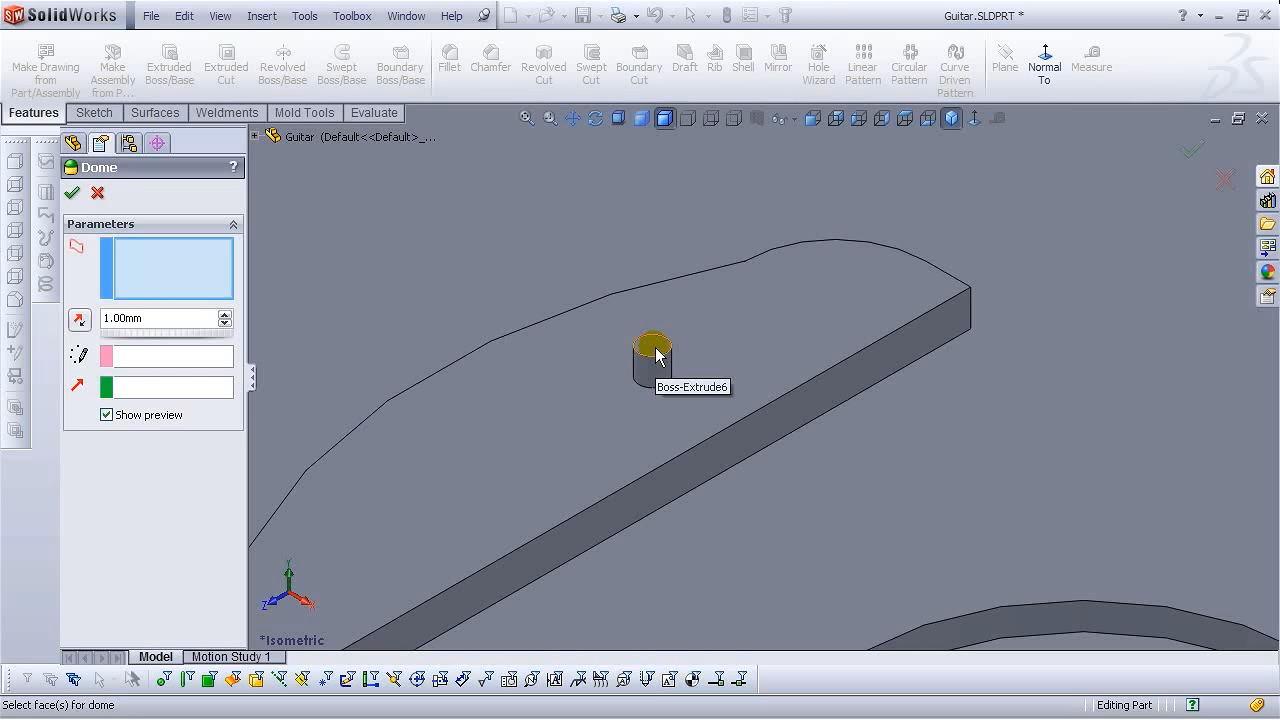 SolidWorks File Edit View Insert Tools Toolbox Window Help Guitar.SLDPRT * ?
Make Drawing from Part/Assembly
Make Assembly from P...
Extruded Boss/Base
Extruded Cut
Revolved Boss/Base
Swept Boss/Base
Boundary Boss/Base
Fillet
Chamfer
Revolved Cut
Swept Cut
Boundary Cut
Draft
Rib
Shell
Mirror
Hole Wizard
Linear Pattern
Circular Pattern
Curve Driven Pattern
Plane
Normal To
Measure
Features Sketch Surfaces Weldments Mold Tools Evaluate
Guitar (Default<<Default>_...
Dome ?
Parameters
1.00mm
Show preview
Boss-Extrude6
Y
Z X
*Isometric
Model Motion Study 1
Select face(s) for dome Editing Part ?